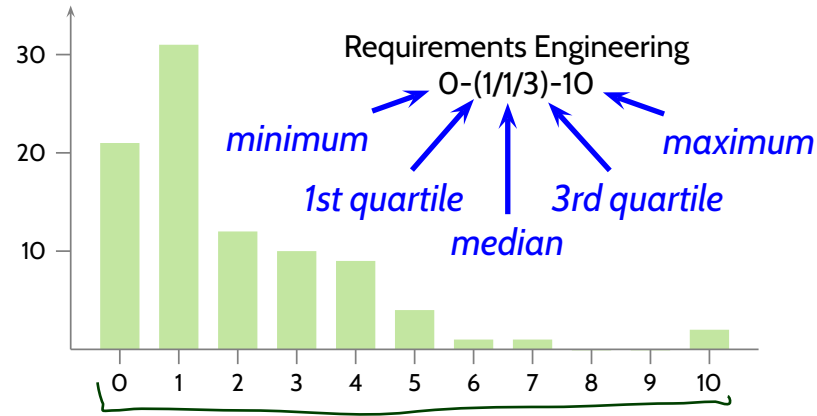 Requirements Engineering
0-(1/1/3)-10
minimum
maximum
1st quartile
3rd quartile
median
30
20
10
0 1 2 3 4 5 6 7 8 9 10